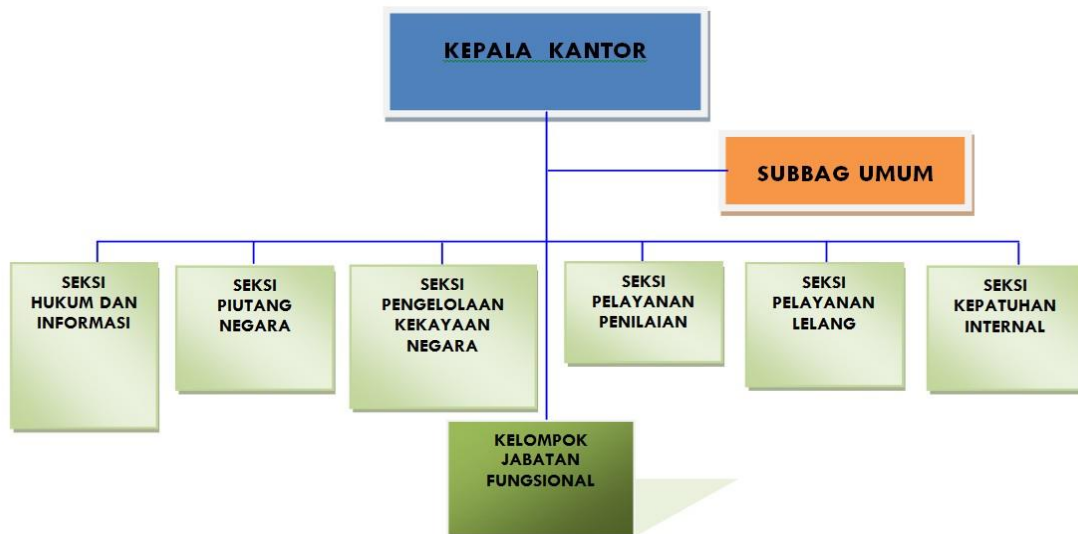 KEPALA KANTOR
SUBBAG UMUM
SEKSI
HUKUM DAN
INFORMASI
SEKSI
PIUTANG
NEGARA
SEKSI
PENGELOLAAN
KEKAYAAN
NEGARA
SEKSI
PELAYANAN
PENILAIAN
SEKSI
PELAYANAN
LELANG
SEKSI
KEPATUHAN
INTERNAL
KELOMPOK
JABATAN
FUNGSIONAL